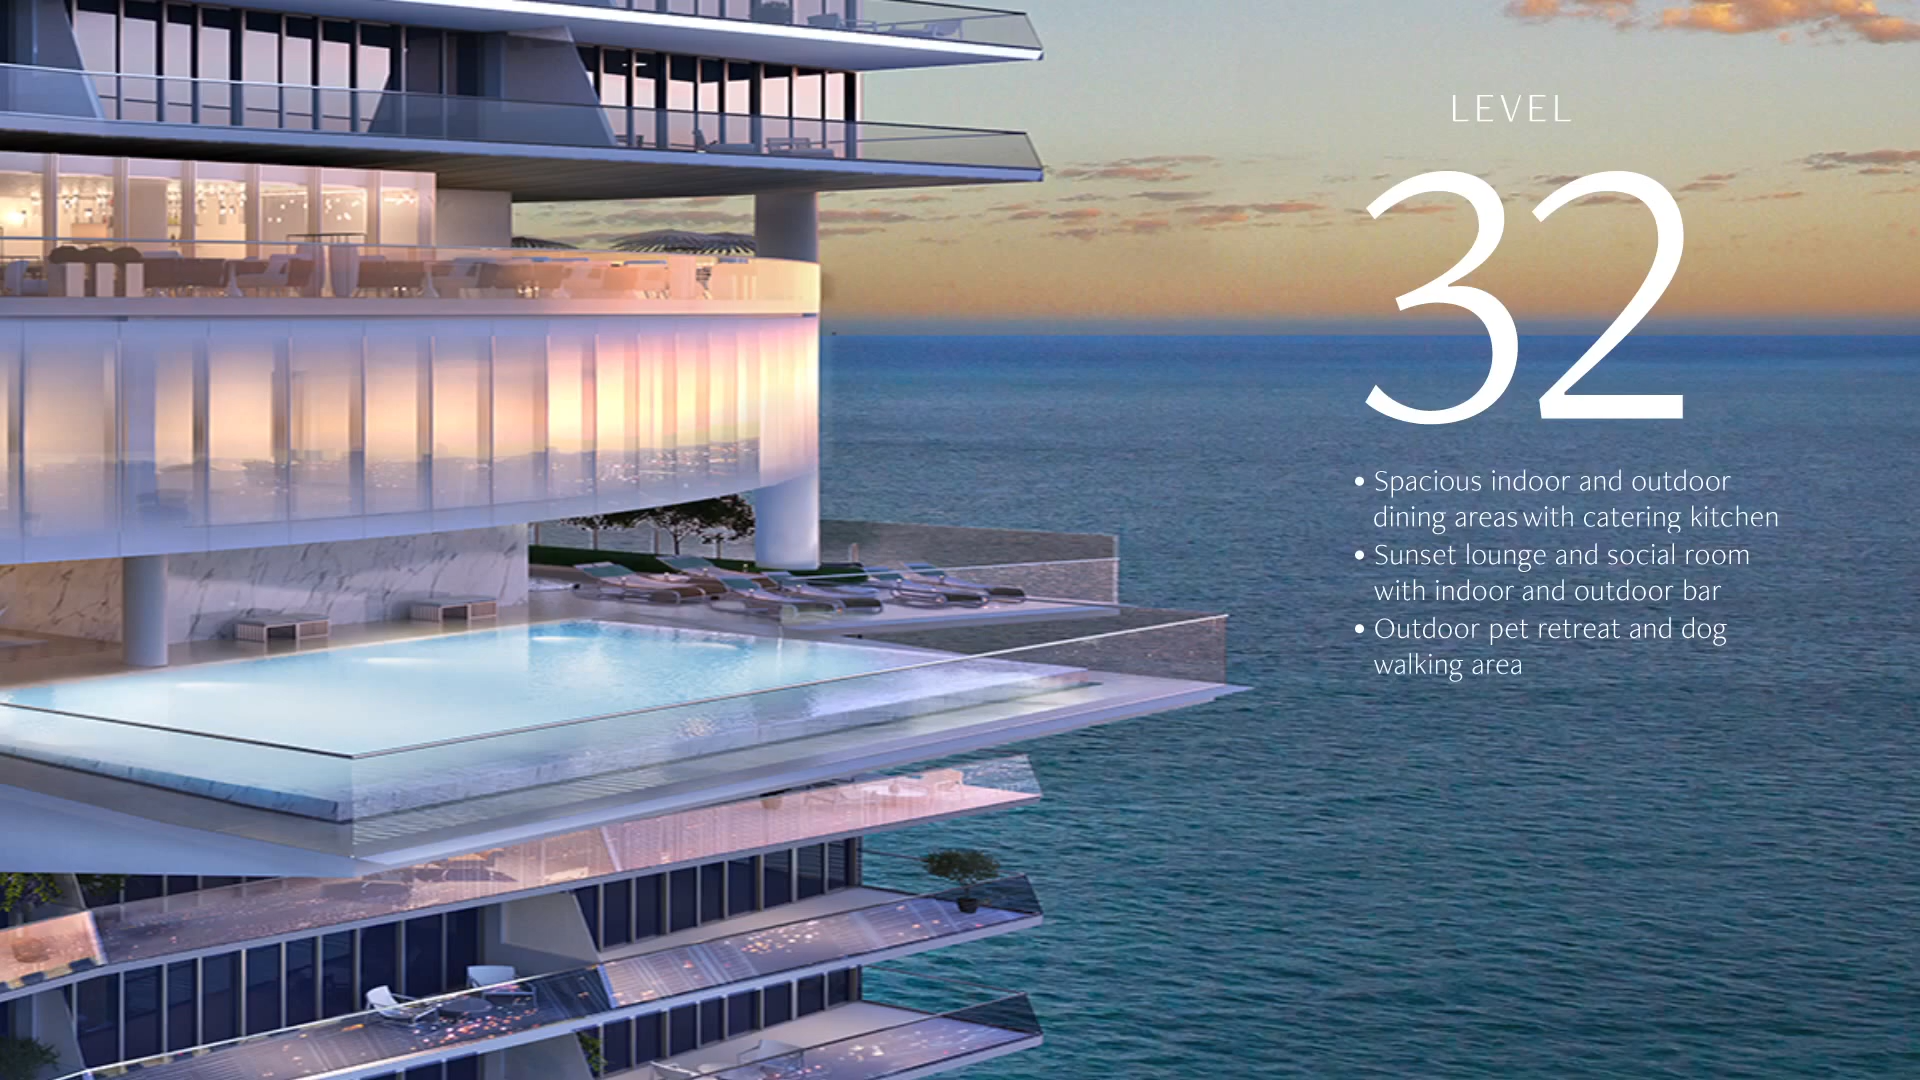 LEVEL
32
• Spacious indoor and outdoor
dining areas with catering kitchen
• Sunset lounge and social room
with indoor and outdoor bar
• Outdoor pet retreat and dog
walking area